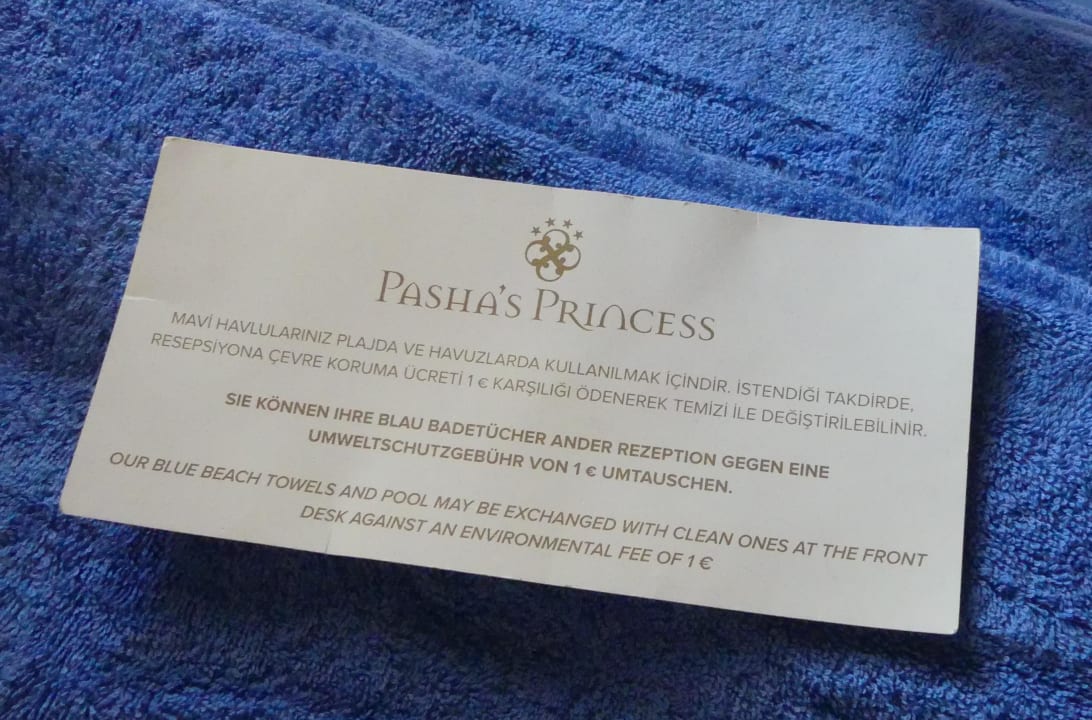 PASHA'S PRINCESS
MAVİ HAVLULARINIZ PLAJDA VE HAVUZLARDA KULLANILMAK İÇİNDİR. İSTENDİĞİ TAKDİRDE,
RESEPSİYONA ÇEVRE KORUMA ÜCRETİ 1 € KARŞILIĞI ÖDENEREK TEMİZİ İLE DEĞİŞTİRİLEBİLİNİR.
SIE KÖNNEN IHRE BLAU BADETÜCHER ANDER REZEPTION GEGEN EINE
UMWELTSCHUTZGEBÜHR VON 1 € UMTAUSCHEN.
OUR BLUE BEACH TOWELS AND POOL MAY BE EXCHANGED WITH CLEAN ONES AT THE FRONT
DESK AGAINST AN ENVIRONMENTAL FEE OF 1 €